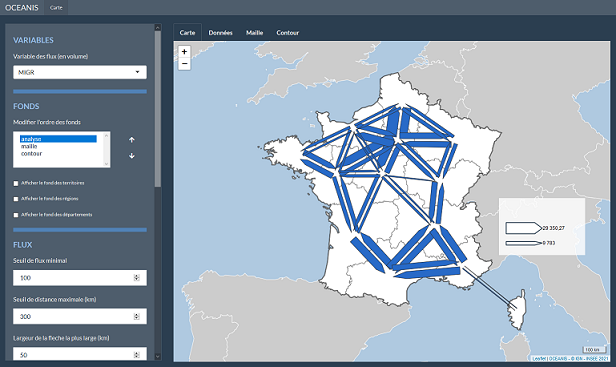 OCEANIS Carte
VARIABLES
Variable des flux (en volume)
MIGR
FONDS
Modifier l'ordre des fonds
analyse
maille
contour
Afficher le fond des territoires
Afficher le fond des régions
Afficher le fond des départements
FLUX
Seuil de flux minimal
100
Seuil de distance maximale (km)
300
Largeur de la flèche la plus large (km)
50
Carte Données Maille Contour
+
−
29 350,27
9 783
100 km
Leaflet | OCEANIS - © IGN - INSEE 2021